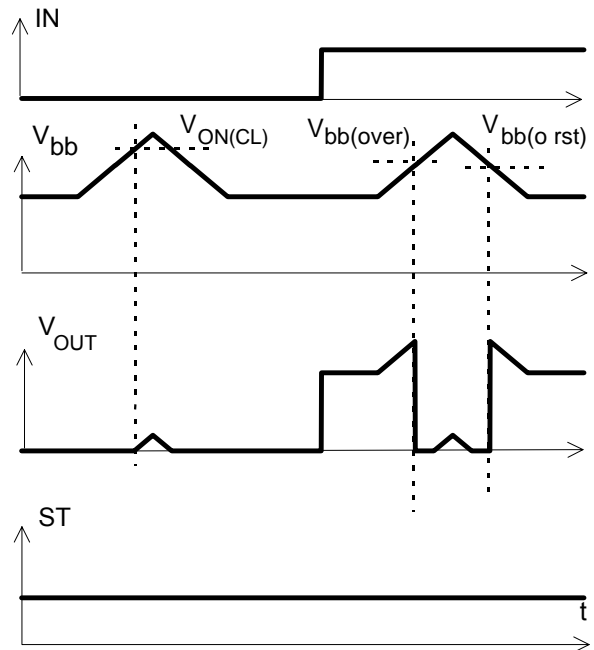 IN
V_bb
V_ON(CL)
V_bb(over)
V_bb(o rst)
V_OUT
ST
t